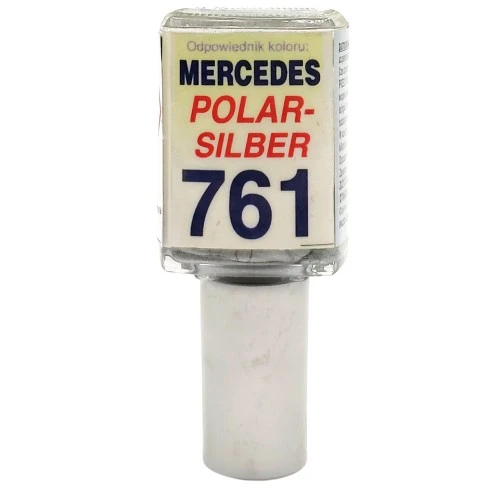 Odpowiednik koloru:
MERCEDES
POLAR-
SILBER
761